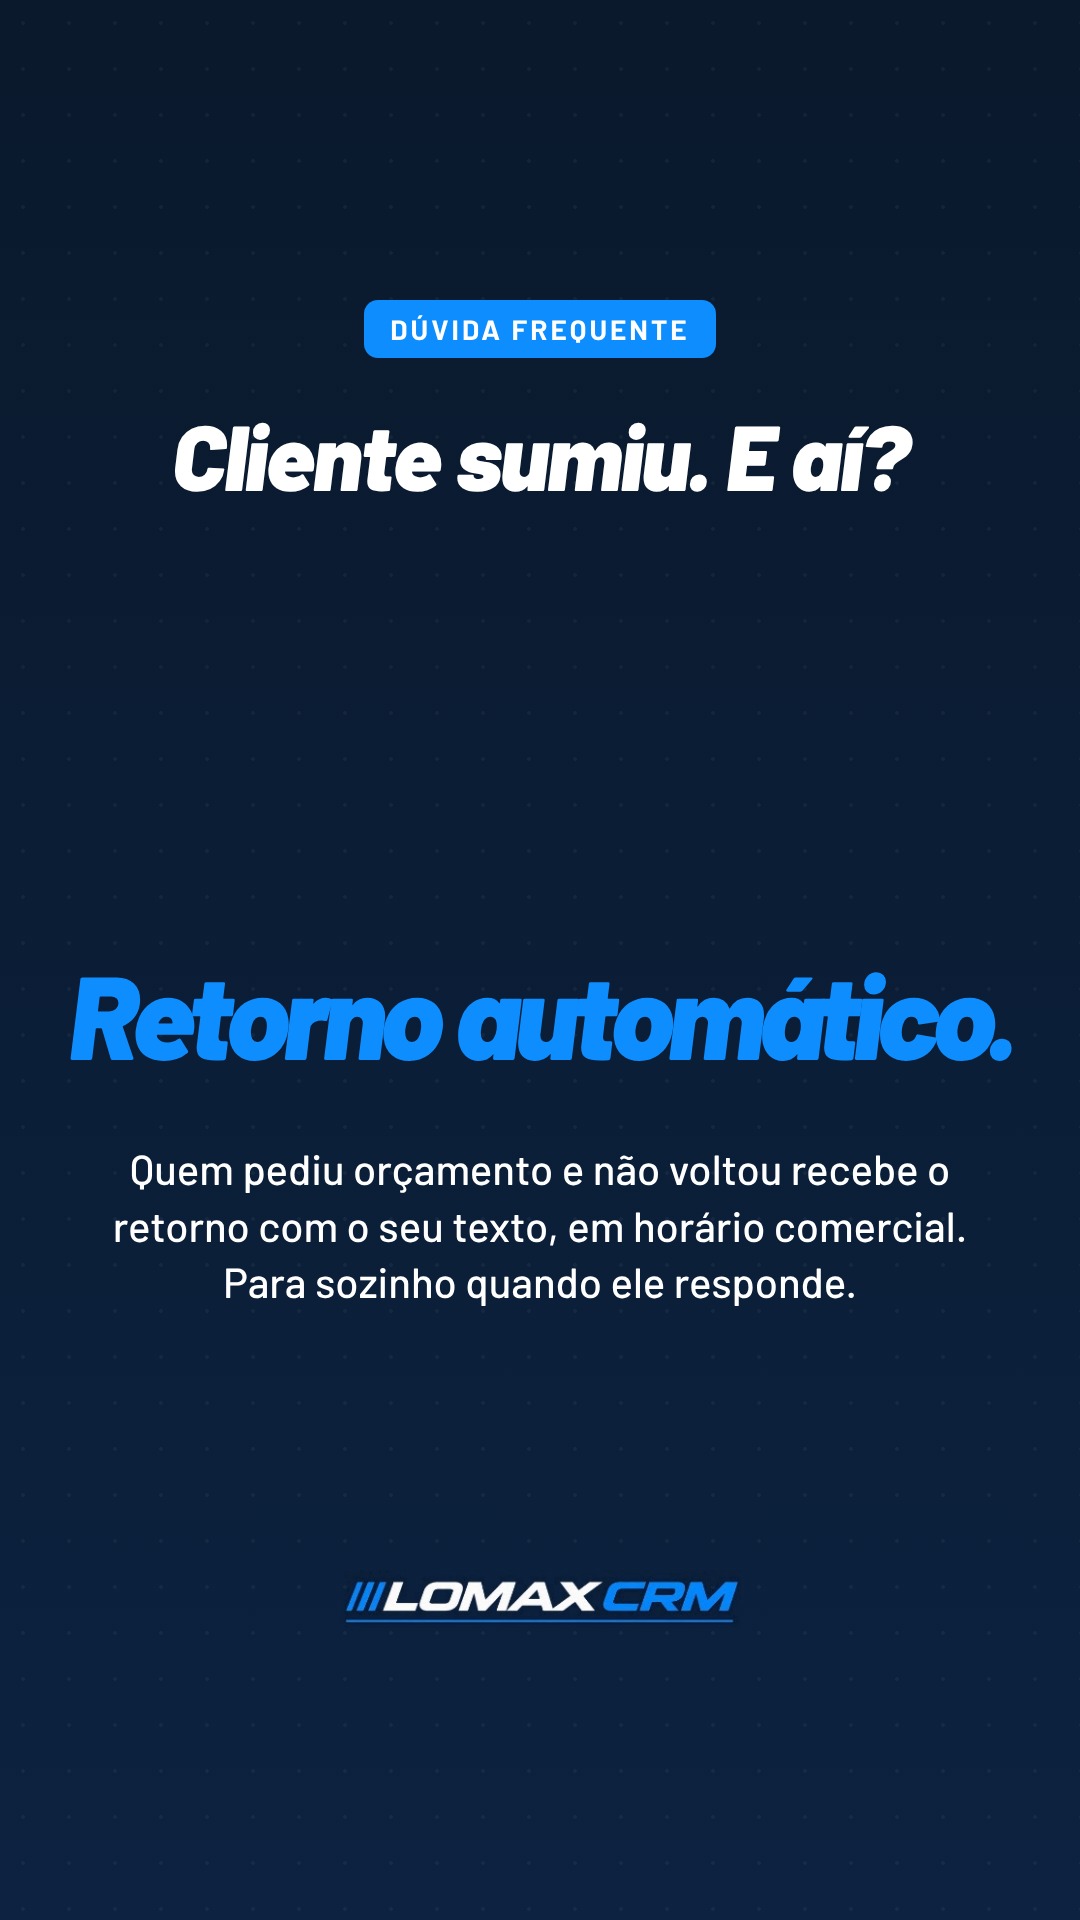 DÚVIDA FREQUENTE
Cliente sumiu. E aí?
Retorno automático.
Quem pediu orçamento e não voltou recebe o
retorno com o seu texto, em horário comercial.
Para sozinho quando ele responde.
LOMAX CRM